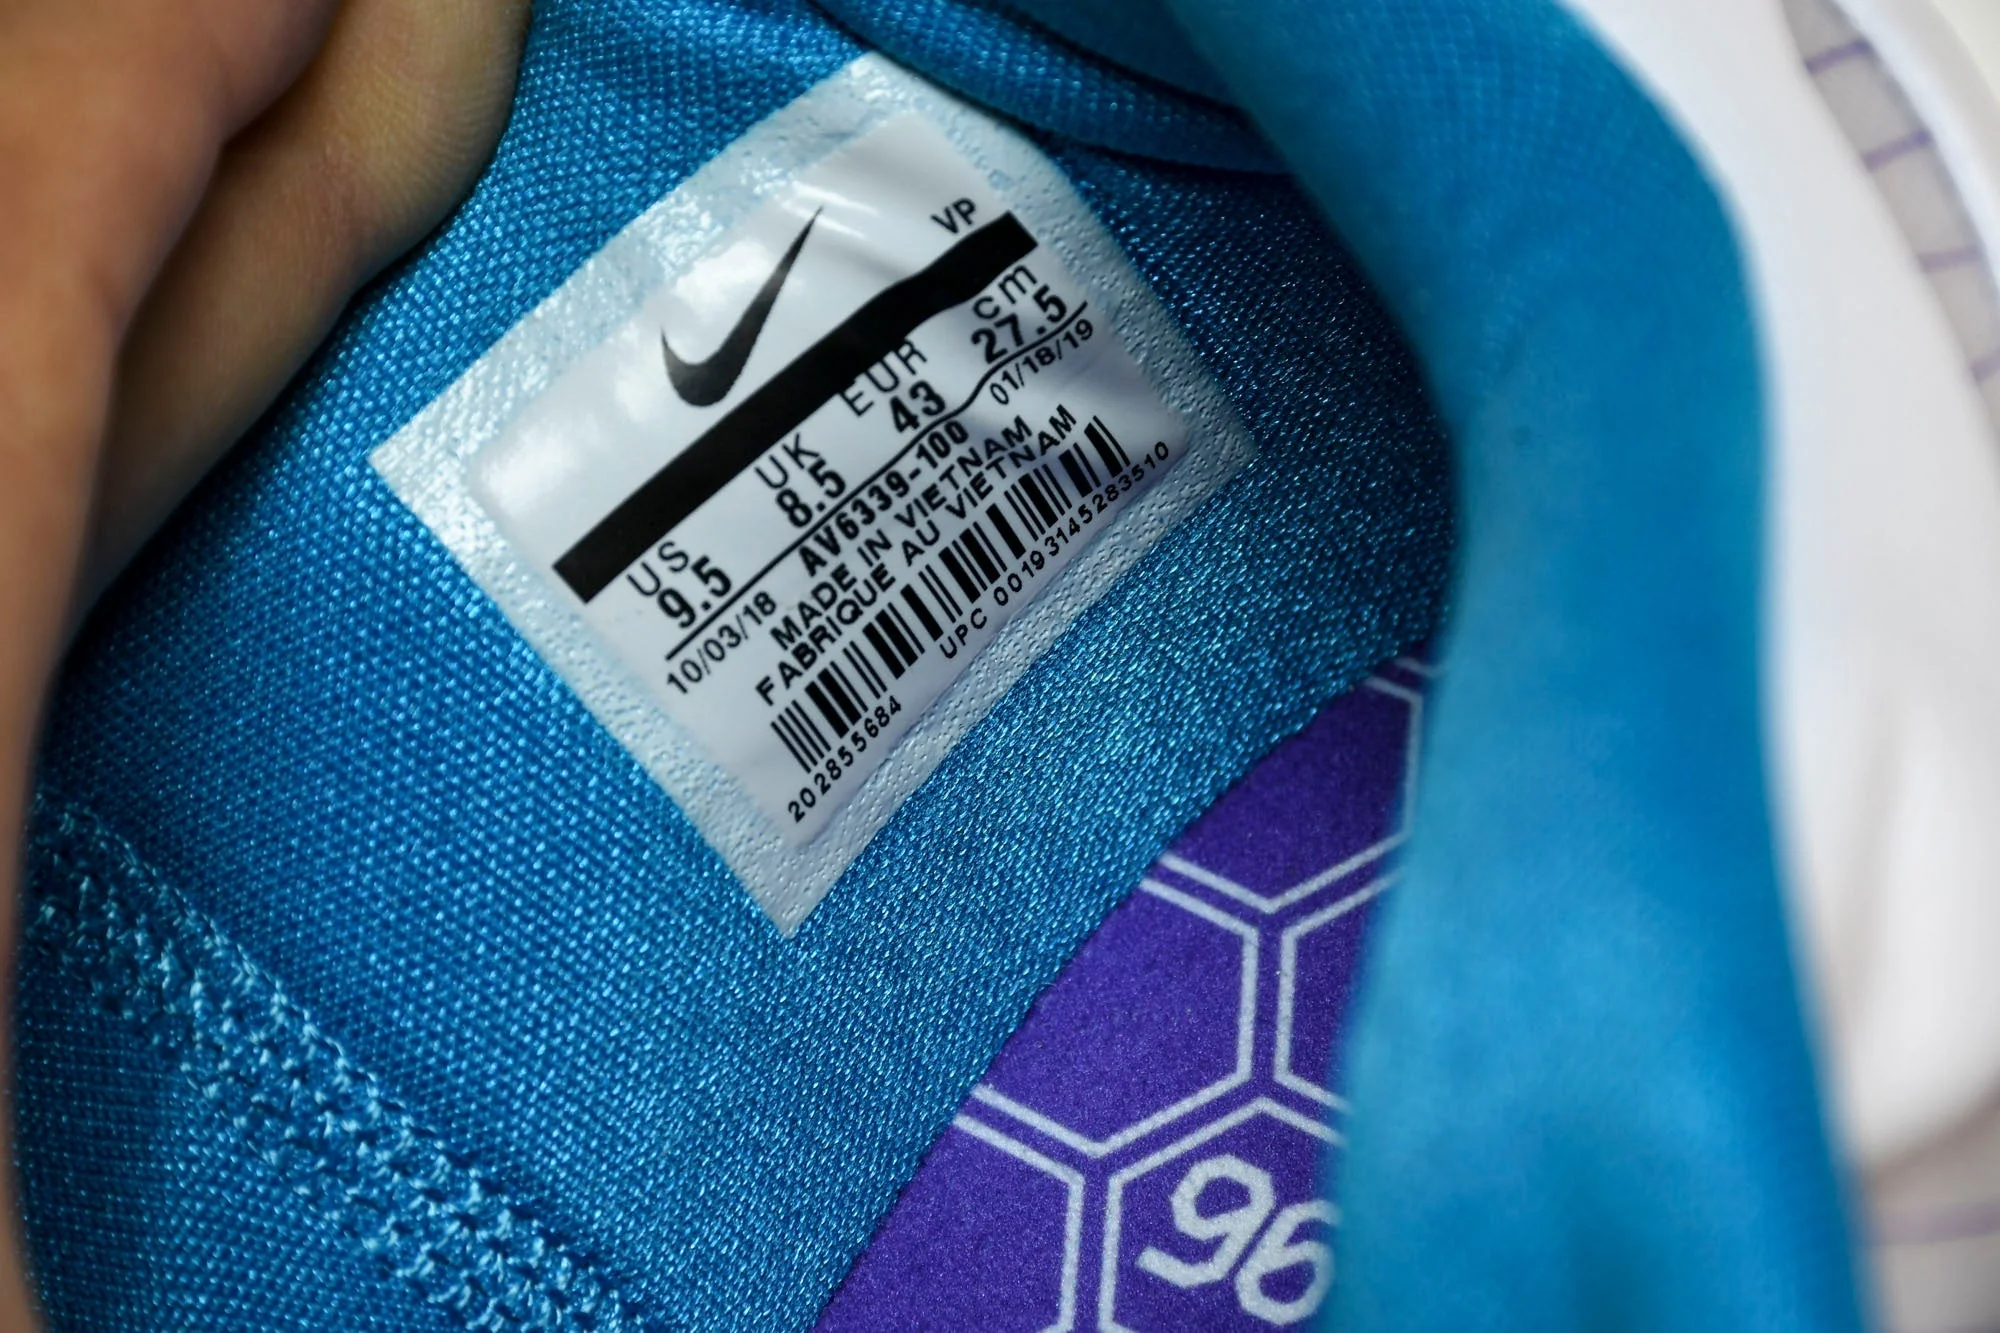 VP
US UK EUR cm
9.5 8.5 43 27.5
10/03/18 AV6339-100 01/18/19
MADE IN VIETNAM
FABRIQUE AU VIETNAM
2028555684 UPC 00193145283510
96